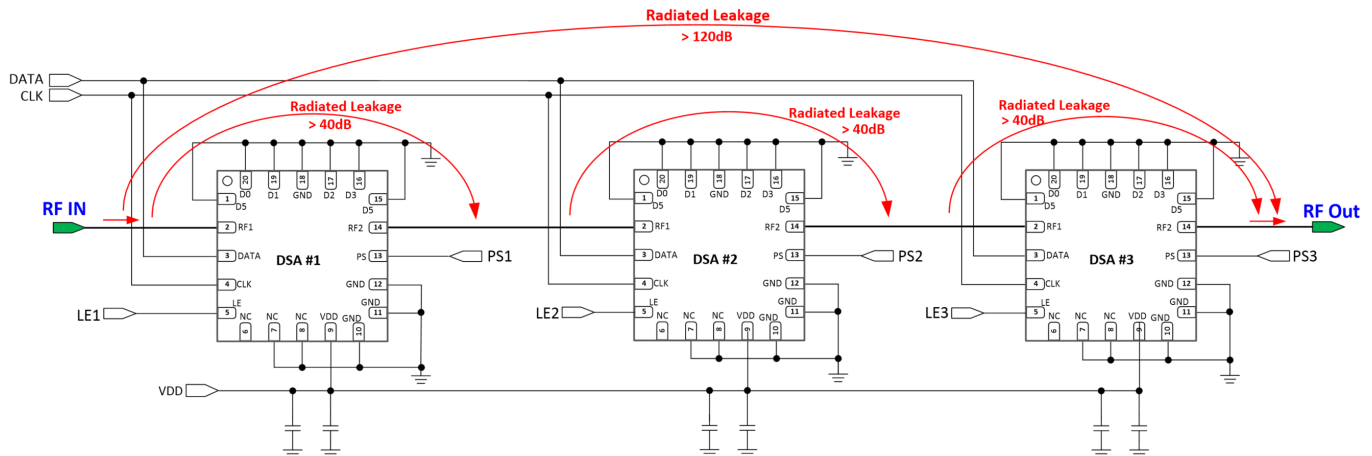 Radiated Leakage
> 120dB
DATA
CLK
Radiated Leakage
> 40dB
Radiated Leakage
> 40dB
Radiated Leakage
> 40dB
RF IN
RF Out
20 19 18 17 16
D0 D1 GND D2 D3
1 D5 D5 15
2 RF1 RF2 14
3 DATA PS 13
DSA #1
4 CLK GND 12
LE GND
5 11
NC NC NC VDD GND
6 7 8 9 10
PS1
LE1
20 19 18 17 16
D0 D1 GND D2 D3
1 D5 D5 15
2 RF1 RF2 14
3 DATA PS 13
DSA #2
4 CLK GND 12
LE GND
5 11
NC NC NC VDD GND
6 7 8 9 10
PS2
LE2
20 19 18 17 16
D0 D1 GND D2 D3
1 D5 D5 15
2 RF1 RF2 14
3 DATA PS 13
DSA #3
4 CLK GND 12
LE GND
5 11
NC NC NC VDD GND
6 7 8 9 10
PS3
LE3
VDD